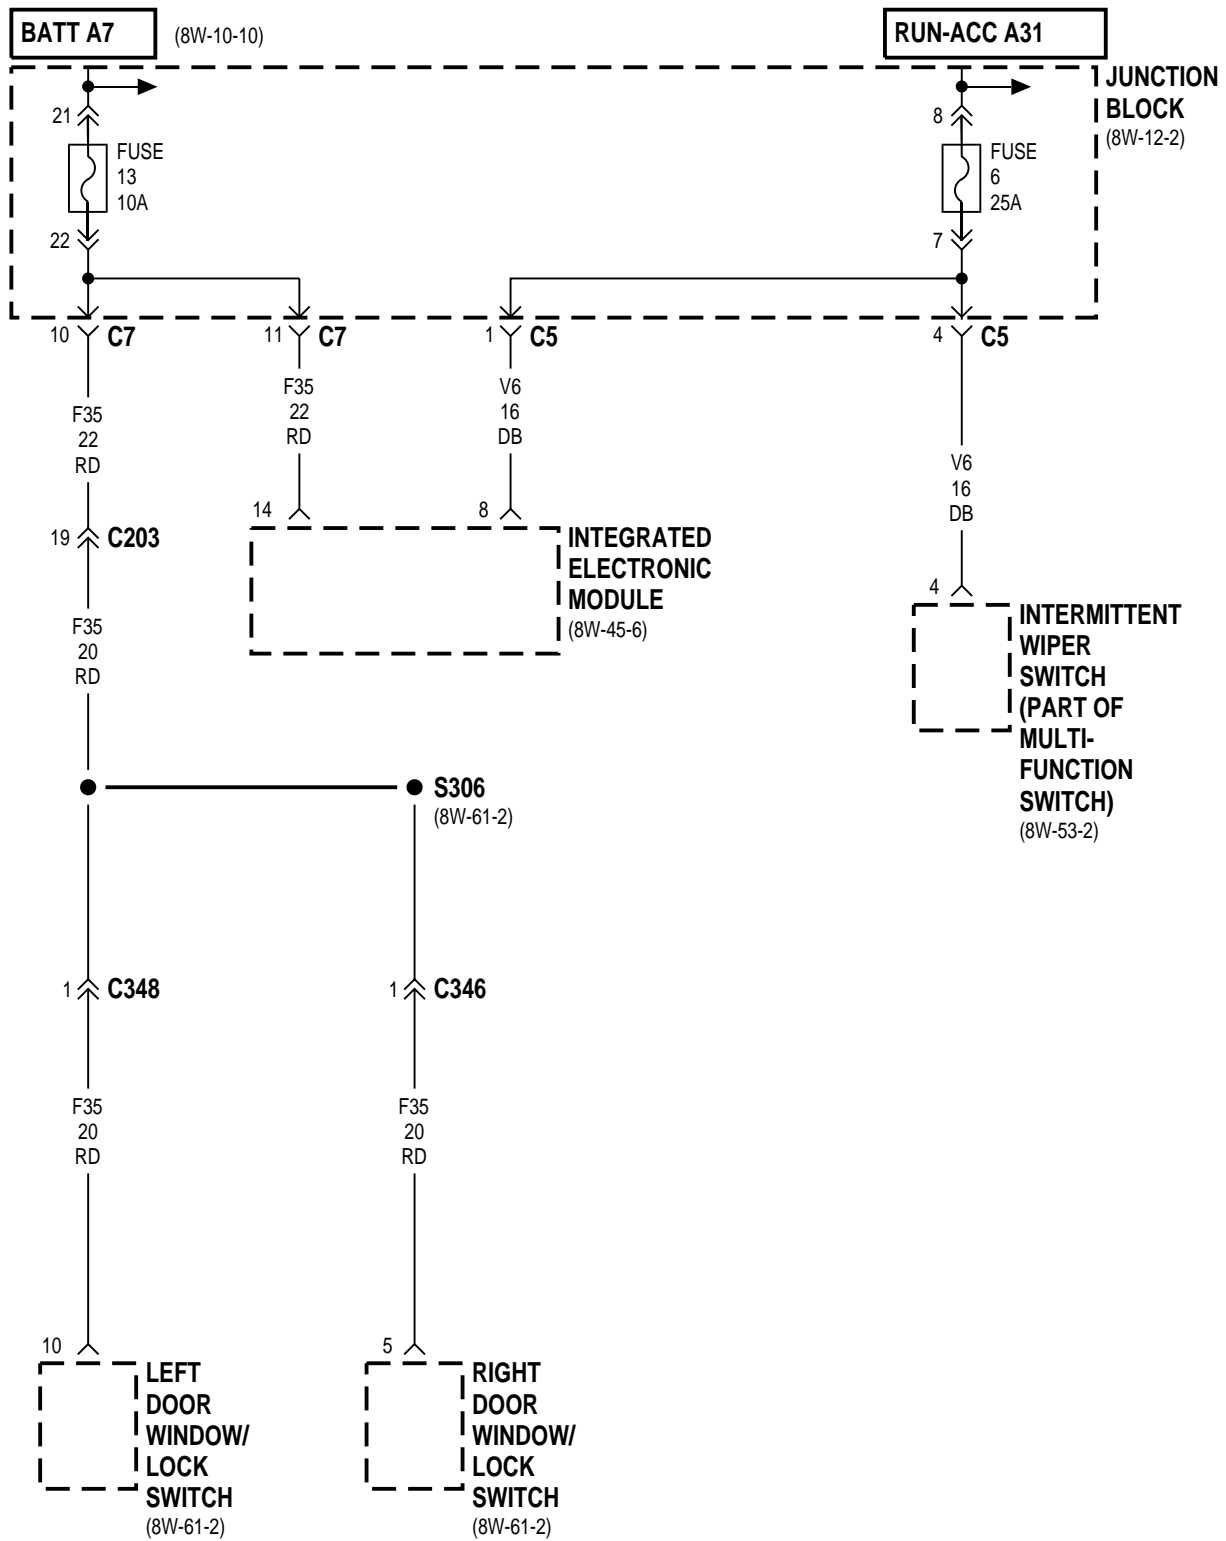 BATT A7
(8W-10-10)
RUN-ACC A31
JUNCTION
BLOCK
(8W-12-2)
21
FUSE
13
10A
22
8
FUSE
6
25A
7
10
C7
11
C7
1
C5
4
C5
F35
22
RD
F35
22
RD
V6
16
DB
V6
16
DB
19
C203
14
8
INTEGRATED
ELECTRONIC
MODULE
(8W-45-6)
4
INTERMITTENT
WIPER
SWITCH
(PART OF
MULTI-
FUNCTION
SWITCH)
(8W-53-2)
F35
20
RD
S306
(8W-61-2)
1
C348
1
C346
F35
20
RD
F35
20
RD
10
LEFT
DOOR
WINDOW/
LOCK
SWITCH
(8W-61-2)
5
RIGHT
DOOR
WINDOW/
LOCK
SWITCH
(8W-61-2)